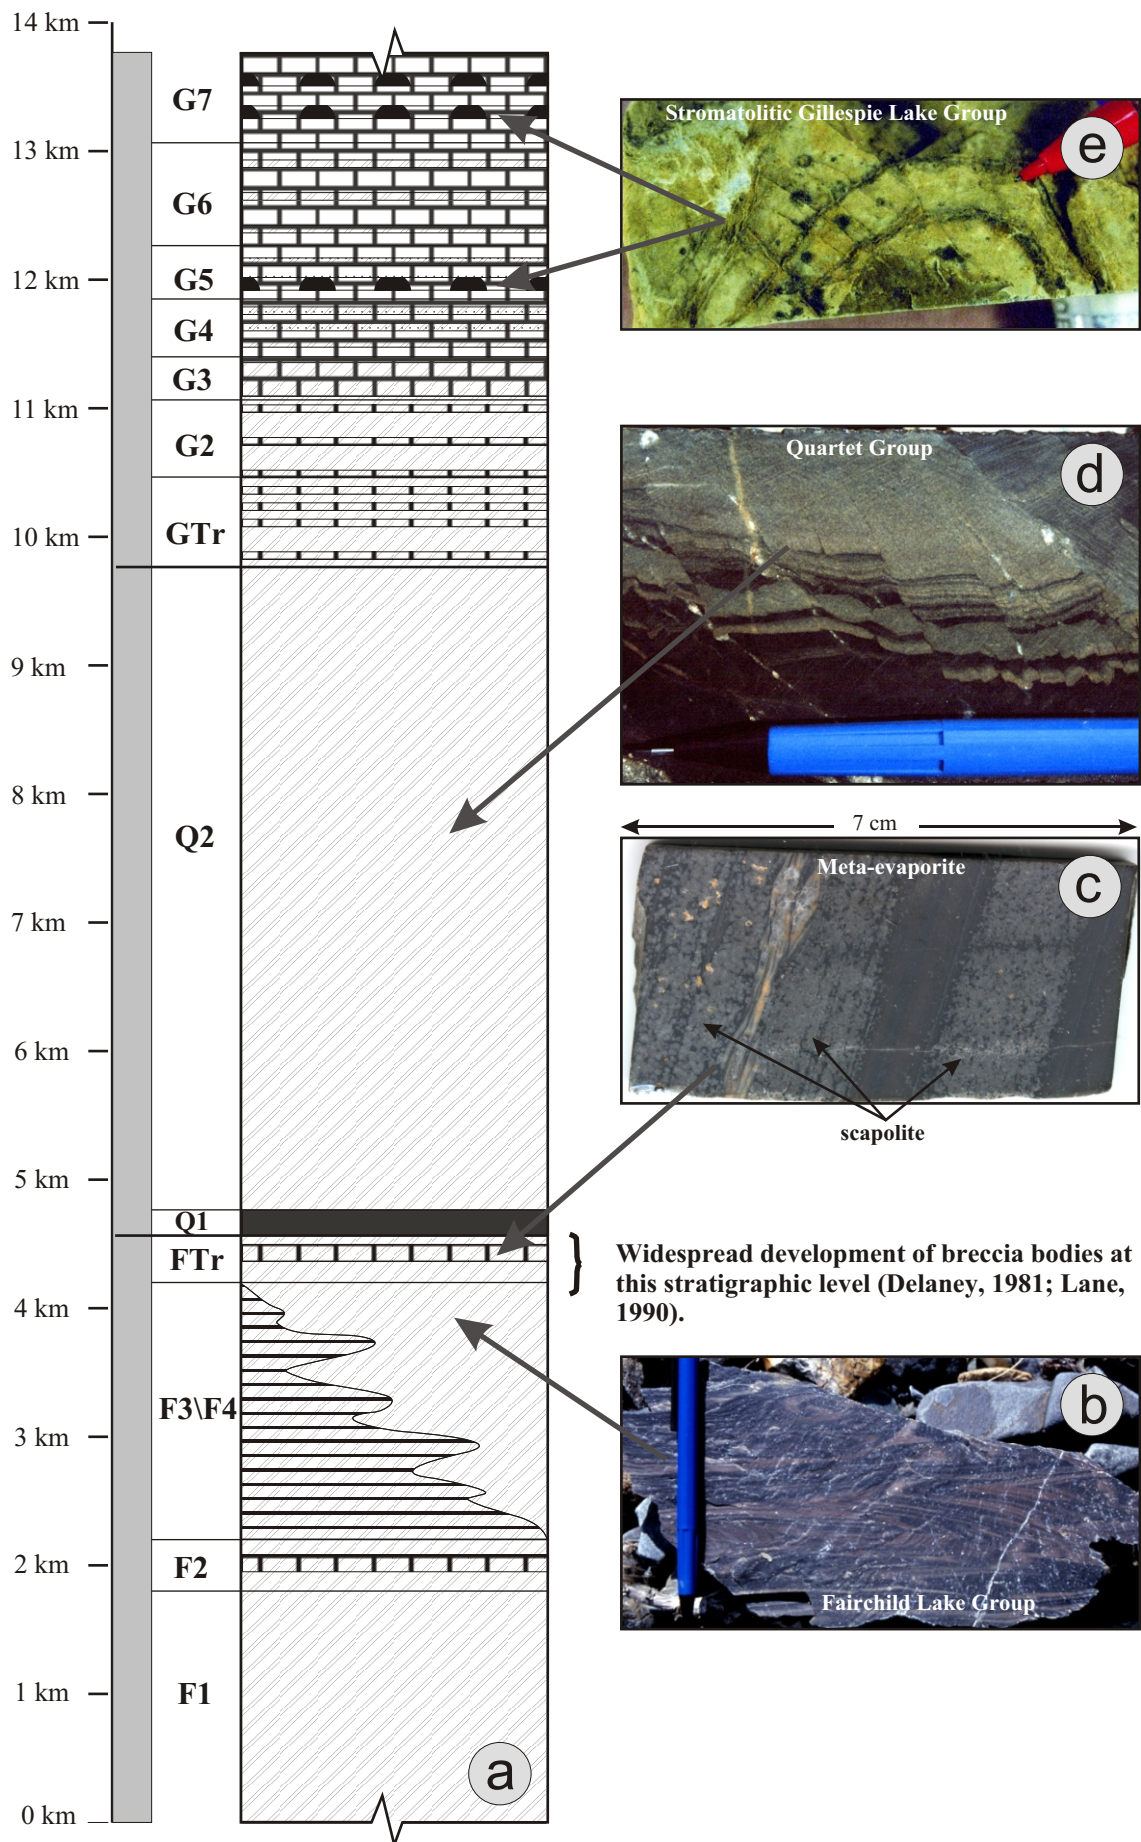 14 km
13 km
12 km
11 km
10 km
9 km
8 km
7 km
6 km
5 km
4 km
3 km
2 km
1 km
0 km
G7
G6
G5
G4
G3
G2
GTr
Q2
Q1
FTr
F3\F4
F2
F1
a
Stromatolitic Gillespie Lake Group
e
Quartet Group
d
7 cm
Meta-evaporite
c
scapolite
Widespread development of breccia bodies at
this stratigraphic level (Delaney, 1981; Lane,
1990).
b
Fairchild Lake Group